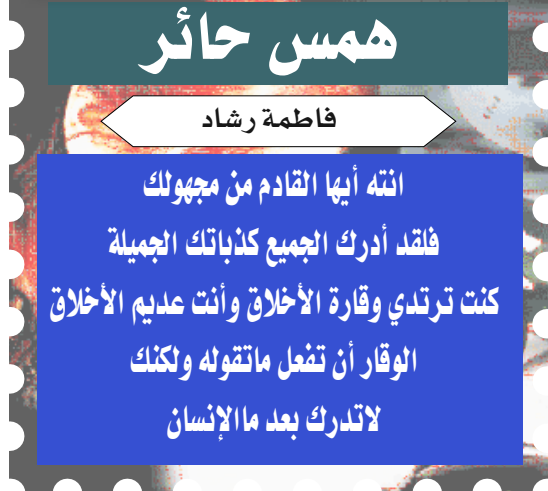 همس حائر
فاطمة رشاد
انته أيها القادم من مجهولك
فلقد أدرك الجميع كذباتك الجميلة
كنت ترتدي وقارة الأخلاق وأنت عديم الأخلاق
الوقار أن تفعل ماتقوله ولكنك
لاتدرك بعد ماالإنسان